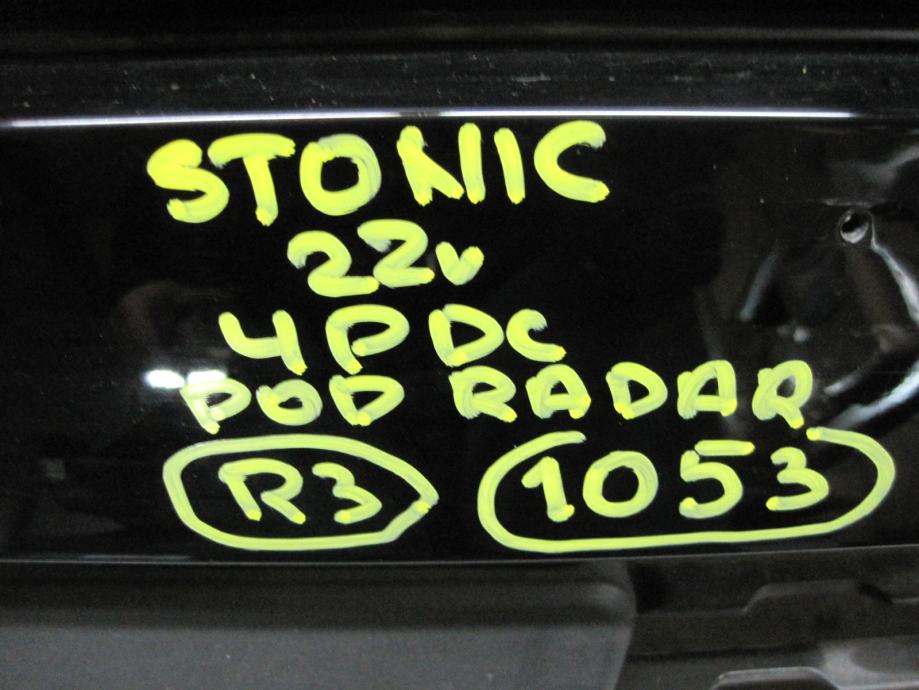 STONIC
22v
4PDC
POD RADAR
R3 1053